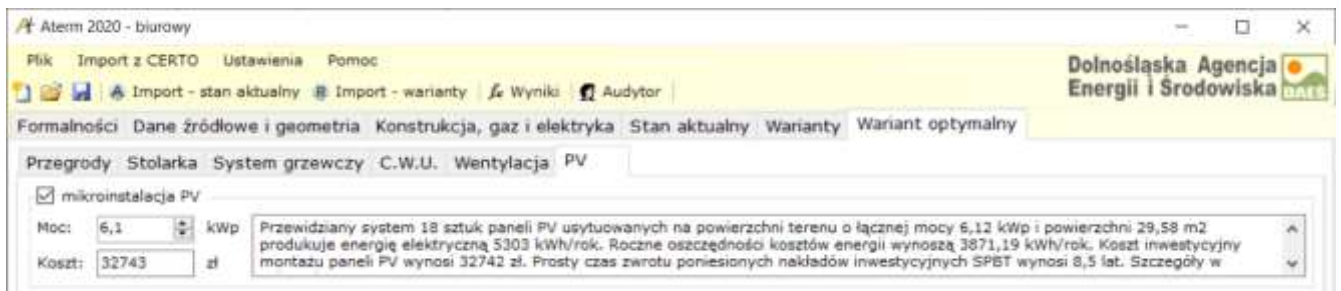 Aterm 2020 - biurowy
Plik Import z CERTO Ustawienia Pomoc
Dolnośląska Agencja
Energii i Środowiska
DAEŚ
Import - stan aktualny Import - warianty Wyniki Audytor
Formalności Dane źródłowe i geometria Konstrukcja, gaz i elektryka Stan aktualny Warianty Wariant optymalny
Przegrody Stolarka System grzewczy C.W.U. Wentylacja PV
mikroinstalacja PV
Moc: 6,1 kWp
Koszt: 32743 zł
Przewidziany system 18 sztuk paneli PV usytuowanych na powierzchni terenu o łącznej mocy 6,12 kWp i powierzchni 29,58 m2
produkuje energię elektryczną 5303 kWh/rok. Roczne oszczędności kosztów energii wynoszą 3871,19 kWh/rok. Koszt inwestycyjny
montażu paneli PV wynosi 32742 zł. Prosty czas zwrotu poniesionych nakładów inwestycyjnych SPBT wynosi 8,5 lat. Szczegóły w